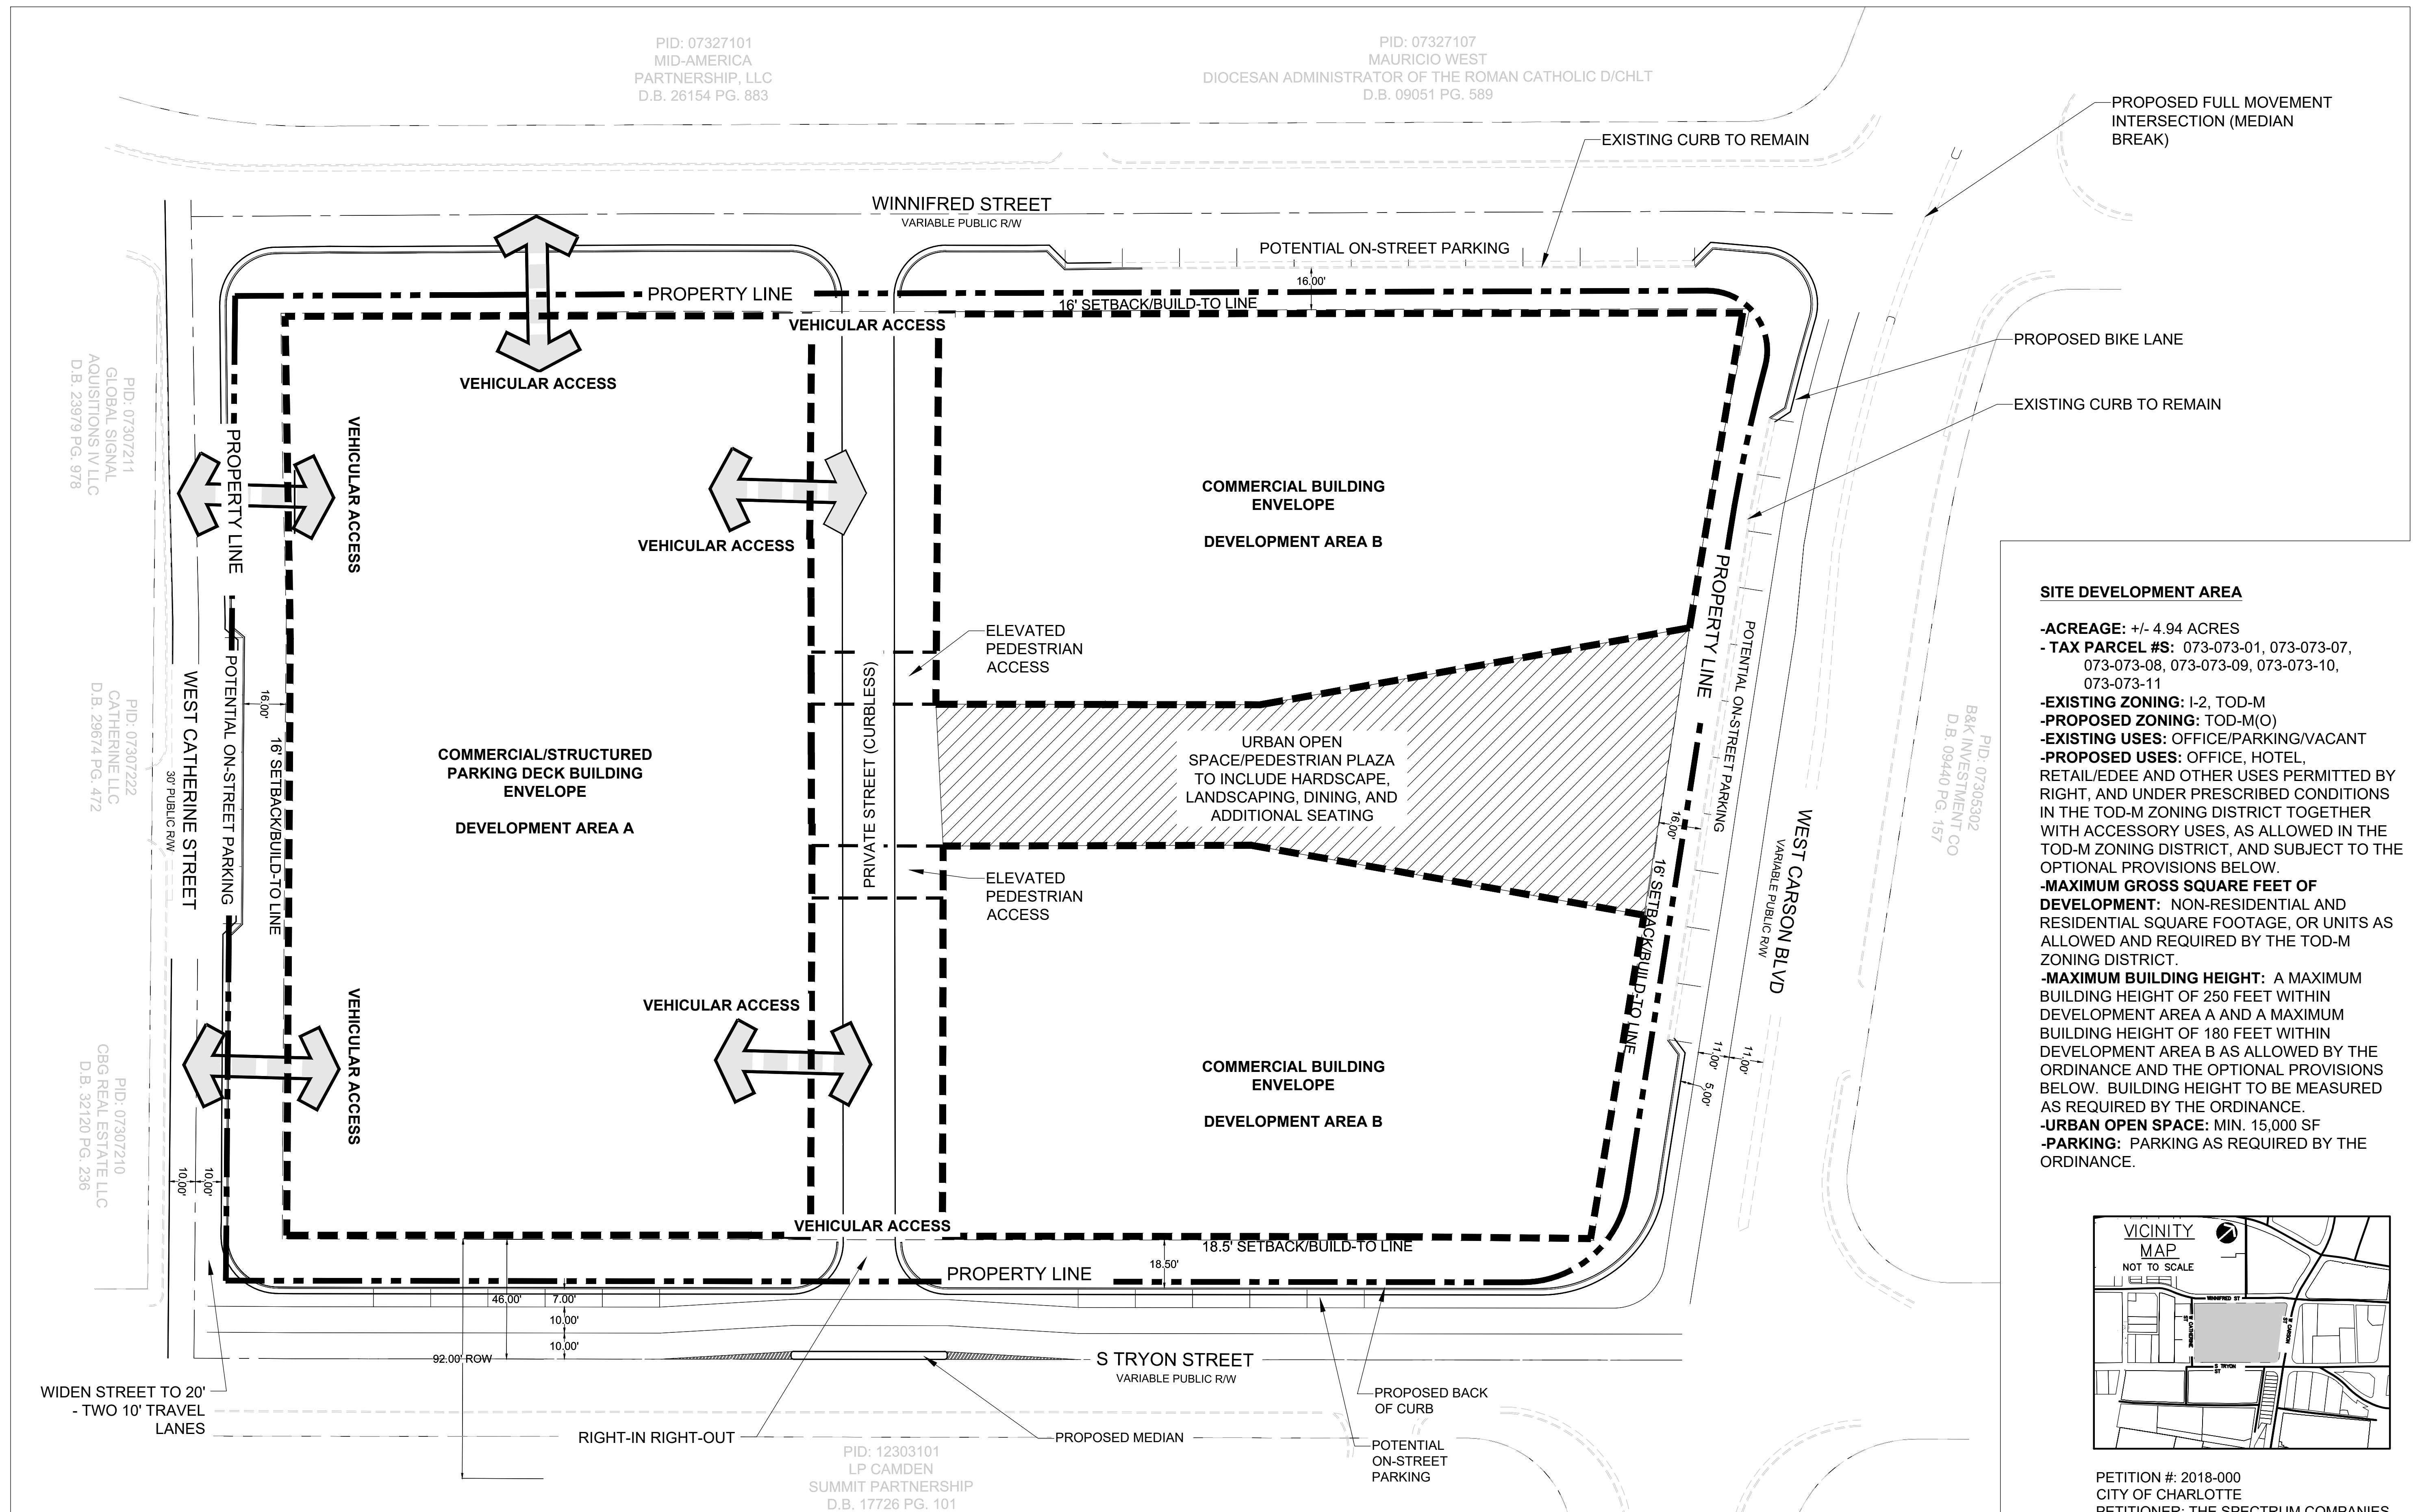 PID: 07327101
MID-AMERICA
PARTNERSHIP, LLC
D.B. 26154 PG. 883
PID: 07327107
MAURICIO WEST
DIOCESAN ADMINISTRATOR OF THE ROMAN CATHOLIC D/CHLT
D.B. 09051 PG. 589
PROPOSED FULL MOVEMENT
INTERSECTION (MEDIAN
BREAK)
EXISTING CURB TO REMAIN
WINNIFRED STREET
VARIABLE PUBLIC R/W
POTENTIAL ON-STREET PARKING
16.00'
PROPERTY LINE
16' SETBACK/BUILD-TO LINE
VEHICULAR ACCESS
VEHICULAR ACCESS
PROPOSED BIKE LANE
EXISTING CURB TO REMAIN
PID: 07307211
GLOBAL SIGNAL
AQUISITIONS IV LLC
D.B. 23979 PG. 978
PROPERTY LINE
VEHICULAR ACCESS
VEHICULAR ACCESS
COMMERCIAL BUILDING
ENVELOPE
DEVELOPMENT AREA B
PROPERTY LINE
POTENTIAL ON-STREET PARKING
ELEVATED
PEDESTRIAN
ACCESS
PRIVATE STREET (CURBLESS)
PID: 07307222
CATHERINE LLC
D.B. 29674 PG. 472
30' PUBLIC R/W
WEST CATHERINE STREET
POTENTIAL ON-STREET PARKING
16.00'
16' SETBACK/BUILD-TO LINE
COMMERCIAL/STRUCTURED
PARKING DECK BUILDING
ENVELOPE
DEVELOPMENT AREA A
URBAN OPEN
SPACE/PEDESTRIAN PLAZA
TO INCLUDE HARDSCAPE,
LANDSCAPING, DINING, AND
ADDITIONAL SEATING
16.00'
16' SETBACK/BUILD-TO LINE
WEST CARSON BLVD
VARIABLE PUBLIC R/W
PID: 07305302
B&K INVESTMENT CO
D.B. 09440 PG. 157
ELEVATED
PEDESTRIAN
ACCESS
VEHICULAR ACCESS
VEHICULAR ACCESS
COMMERCIAL BUILDING
ENVELOPE
DEVELOPMENT AREA B
11.00'
11.00'
5.00'
PID: 07307210
CBG REAL ESTATE LLC
D.B. 32120 PG. 236
10.00'
10.00'
VEHICULAR ACCESS
18.5' SETBACK/BUILD-TO LINE
18.50'
PROPERTY LINE
46.00'
7.00'
10.00'
10.00'
92.00' ROW
S TRYON STREET
VARIABLE PUBLIC R/W
WIDEN STREET TO 20'
- TWO 10' TRAVEL
LANES
RIGHT-IN RIGHT-OUT
PROPOSED MEDIAN
PROPOSED BACK
OF CURB
POTENTIAL
ON-STREET
PARKING
PID: 12303101
LP CAMDEN
SUMMIT PARTNERSHIP
D.B. 17726 PG. 101
SITE DEVELOPMENT AREA
-ACREAGE: +/- 4.94 ACRES
- TAX PARCEL #S: 073-073-01, 073-073-07,
073-073-08, 073-073-09, 073-073-10,
073-073-11
-EXISTING ZONING: I-2, TOD-M
-PROPOSED ZONING: TOD-M(O)
-EXISTING USES: OFFICE/PARKING/VACANT
-PROPOSED USES: OFFICE, HOTEL,
RETAIL/EDEE AND OTHER USES PERMITTED BY
RIGHT, AND UNDER PRESCRIBED CONDITIONS
IN THE TOD-M ZONING DISTRICT TOGETHER
WITH ACCESSORY USES, AS ALLOWED IN THE
TOD-M ZONING DISTRICT, AND SUBJECT TO THE
OPTIONAL PROVISIONS BELOW.
-MAXIMUM GROSS SQUARE FEET OF
DEVELOPMENT: NON-RESIDENTIAL AND
RESIDENTIAL SQUARE FOOTAGE, OR UNITS AS
ALLOWED AND REQUIRED BY THE TOD-M
ZONING DISTRICT.
-MAXIMUM BUILDING HEIGHT: A MAXIMUM
BUILDING HEIGHT OF 250 FEET WITHIN
DEVELOPMENT AREA A AND A MAXIMUM
BUILDING HEIGHT OF 180 FEET WITHIN
DEVELOPMENT AREA B AS ALLOWED BY THE
ORDINANCE AND THE OPTIONAL PROVISIONS
BELOW. BUILDING HEIGHT TO BE MEASURED
AS REQUIRED BY THE ORDINANCE.
-URBAN OPEN SPACE: MIN. 15,000 SF
-PARKING: PARKING AS REQUIRED BY THE
ORDINANCE.
VICINITY
MAP
NOT TO SCALE
WINNIFRED ST
W CATHERINE
ST
W CARSON
ST
S TRYON
ST
PETITION #: 2018-000
CITY OF CHARLOTTE
PETITIONER: THE SPECTRUM COMPANIES